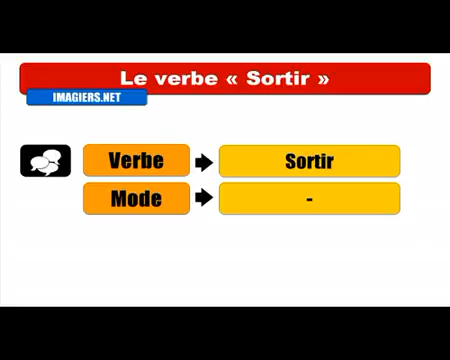 Le verbe « Sortir »
IMAGIERS.NET
Verbe Sortir
Mode -